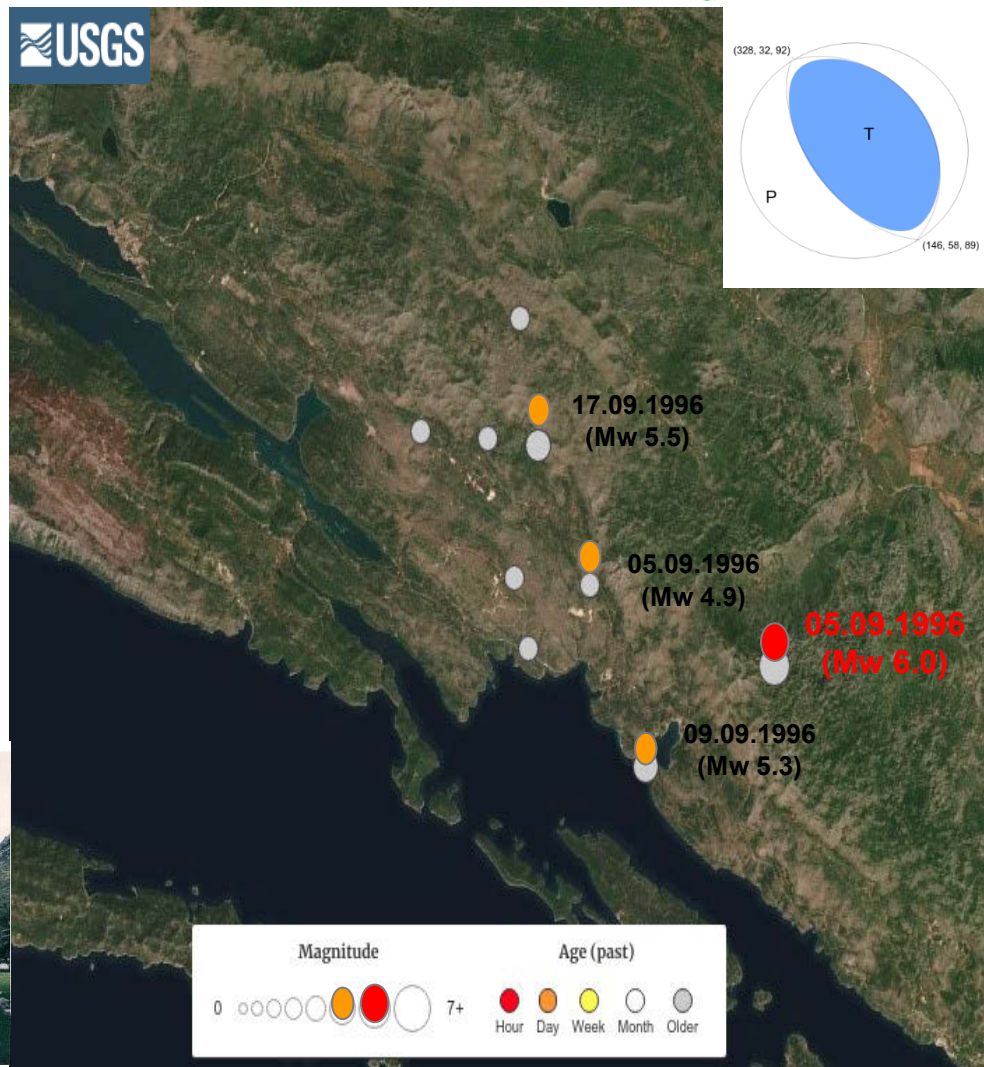 USGS
(328, 32, 92)
T
P
(146, 58, 89)
17.09.1996
(Mw 5.5)
05.09.1996
(Mw 4.9)
05.09.1996
(Mw 6.0)
09.09.1996
(Mw 5.3)
Magnitude
0 7+
Age (past)
Hour Day Week Month Older